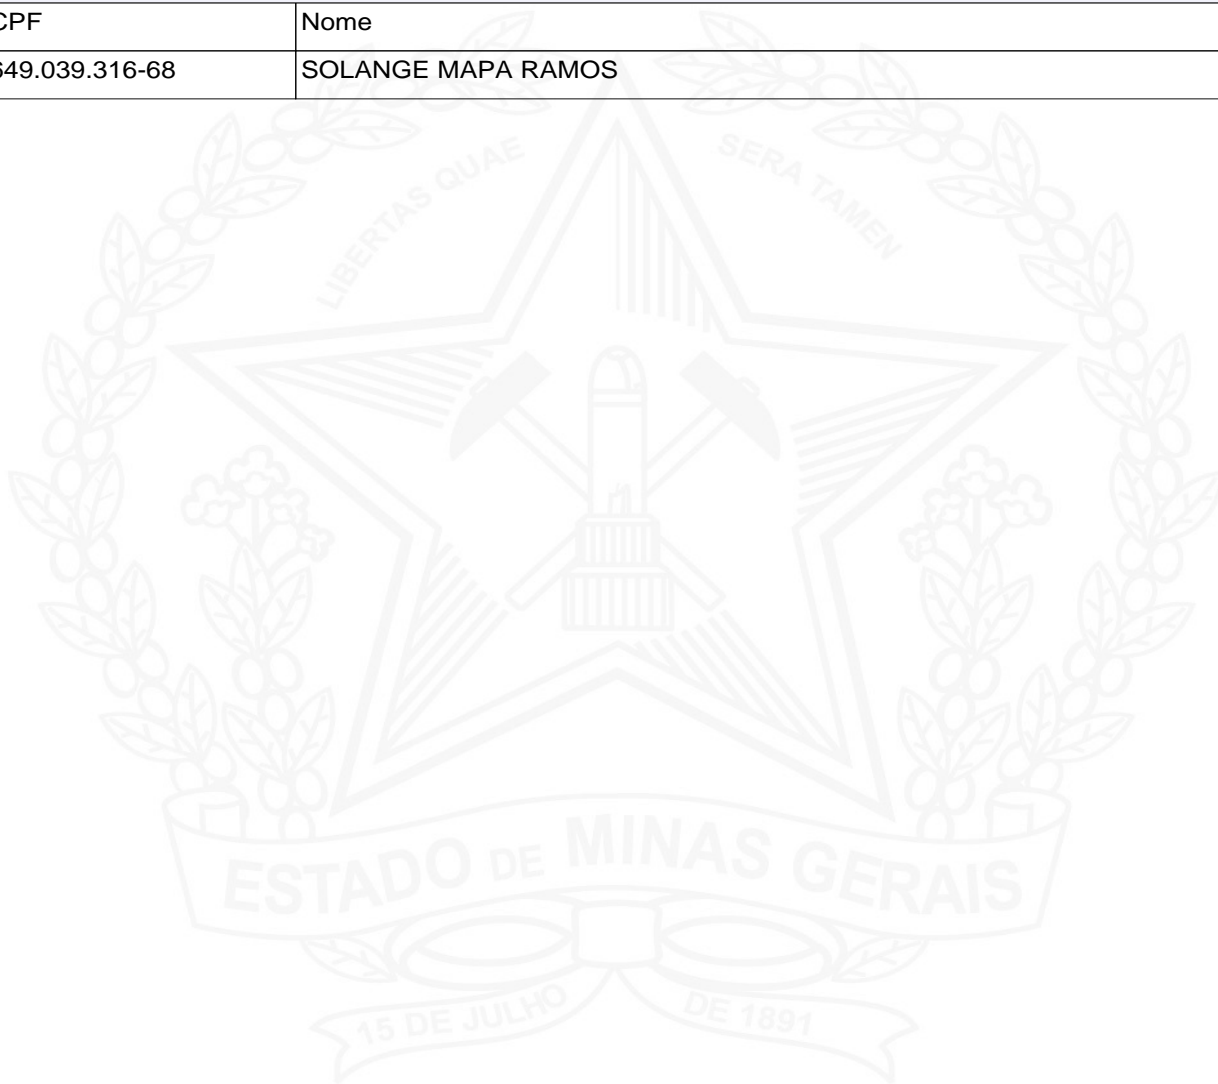 CPF Nome
649.039.316-68 SOLANGE MAPA RAMOS
LIBERTAS QUAE SERA TAMEN
ESTADO DE MINAS GERAIS
15 DE JULHO DE 1891